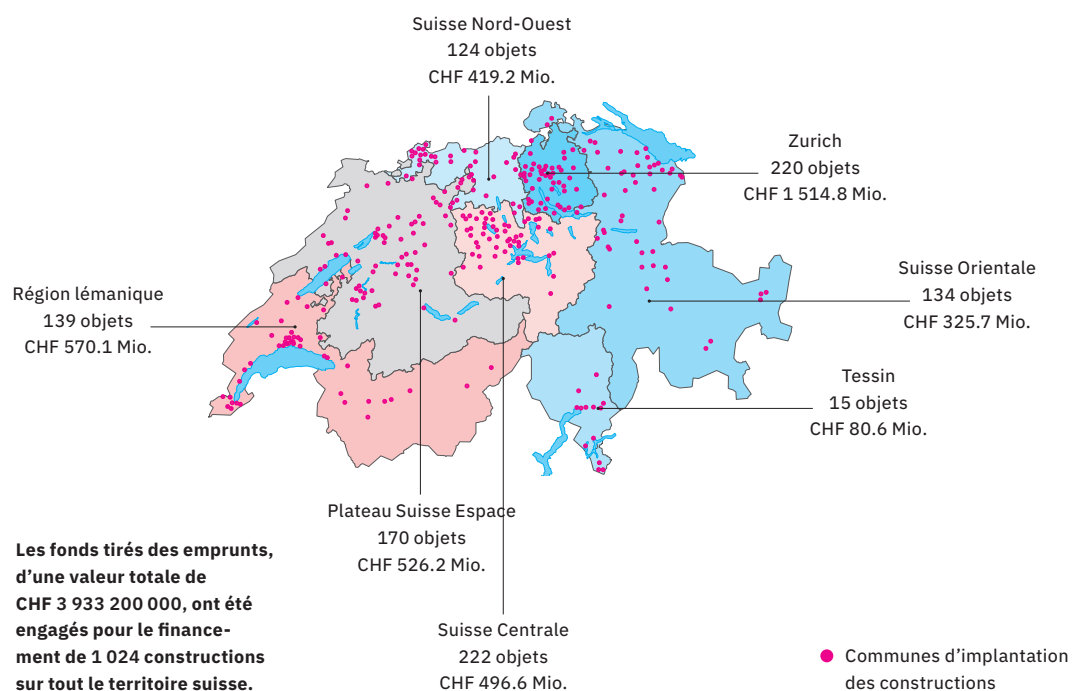 Suisse Nord-Ouest
124 objets
CHF 419.2 Mio.
Zurich
220 objets
CHF 1 514.8 Mio.
Suisse Orientale
134 objets
CHF 325.7 Mio.
Région lémanique
139 objets
CHF 570.1 Mio.
Tessin
15 objets
CHF 80.6 Mio.
Plateau Suisse Espace
170 objets
CHF 526.2 Mio.
Les fonds tirés des emprunts,
d'une valeur totale de
CHF 3 933 200 000, ont été
engagés pour le finance-
ment de 1 024 constructions
sur tout le territoire suisse.
Suisse Centrale
222 objets
CHF 496.6 Mio.
Communes d'implantation
des constructions